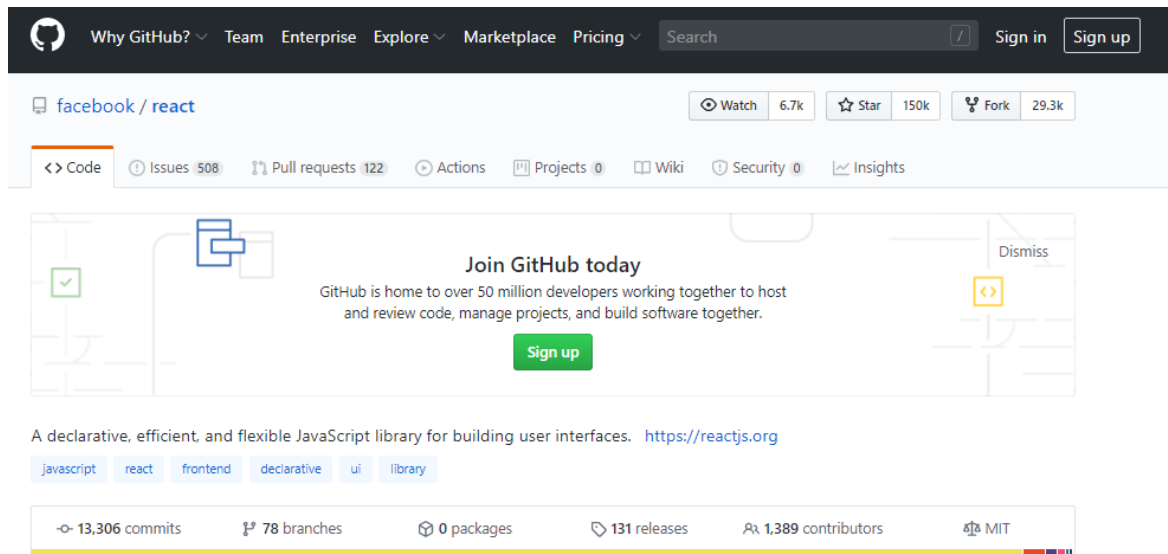 Why GitHub? Team Enterprise Explore Marketplace Pricing Search / Sign in Sign up
facebook / react Watch 6.7k Star 150k Fork 29.3k
<> Code Issues 508 Pull requests 122 Actions Projects 0 Wiki Security 0 Insights
Dismiss
Join GitHub today
GitHub is home to over 50 million developers working together to host
and review code, manage projects, and build software together.
Sign up
A declarative, efficient, and flexible JavaScript library for building user interfaces. https://reactjs.org
javascript react frontend declarative ui library
13,306 commits 78 branches 0 packages 131 releases 1,389 contributors MIT